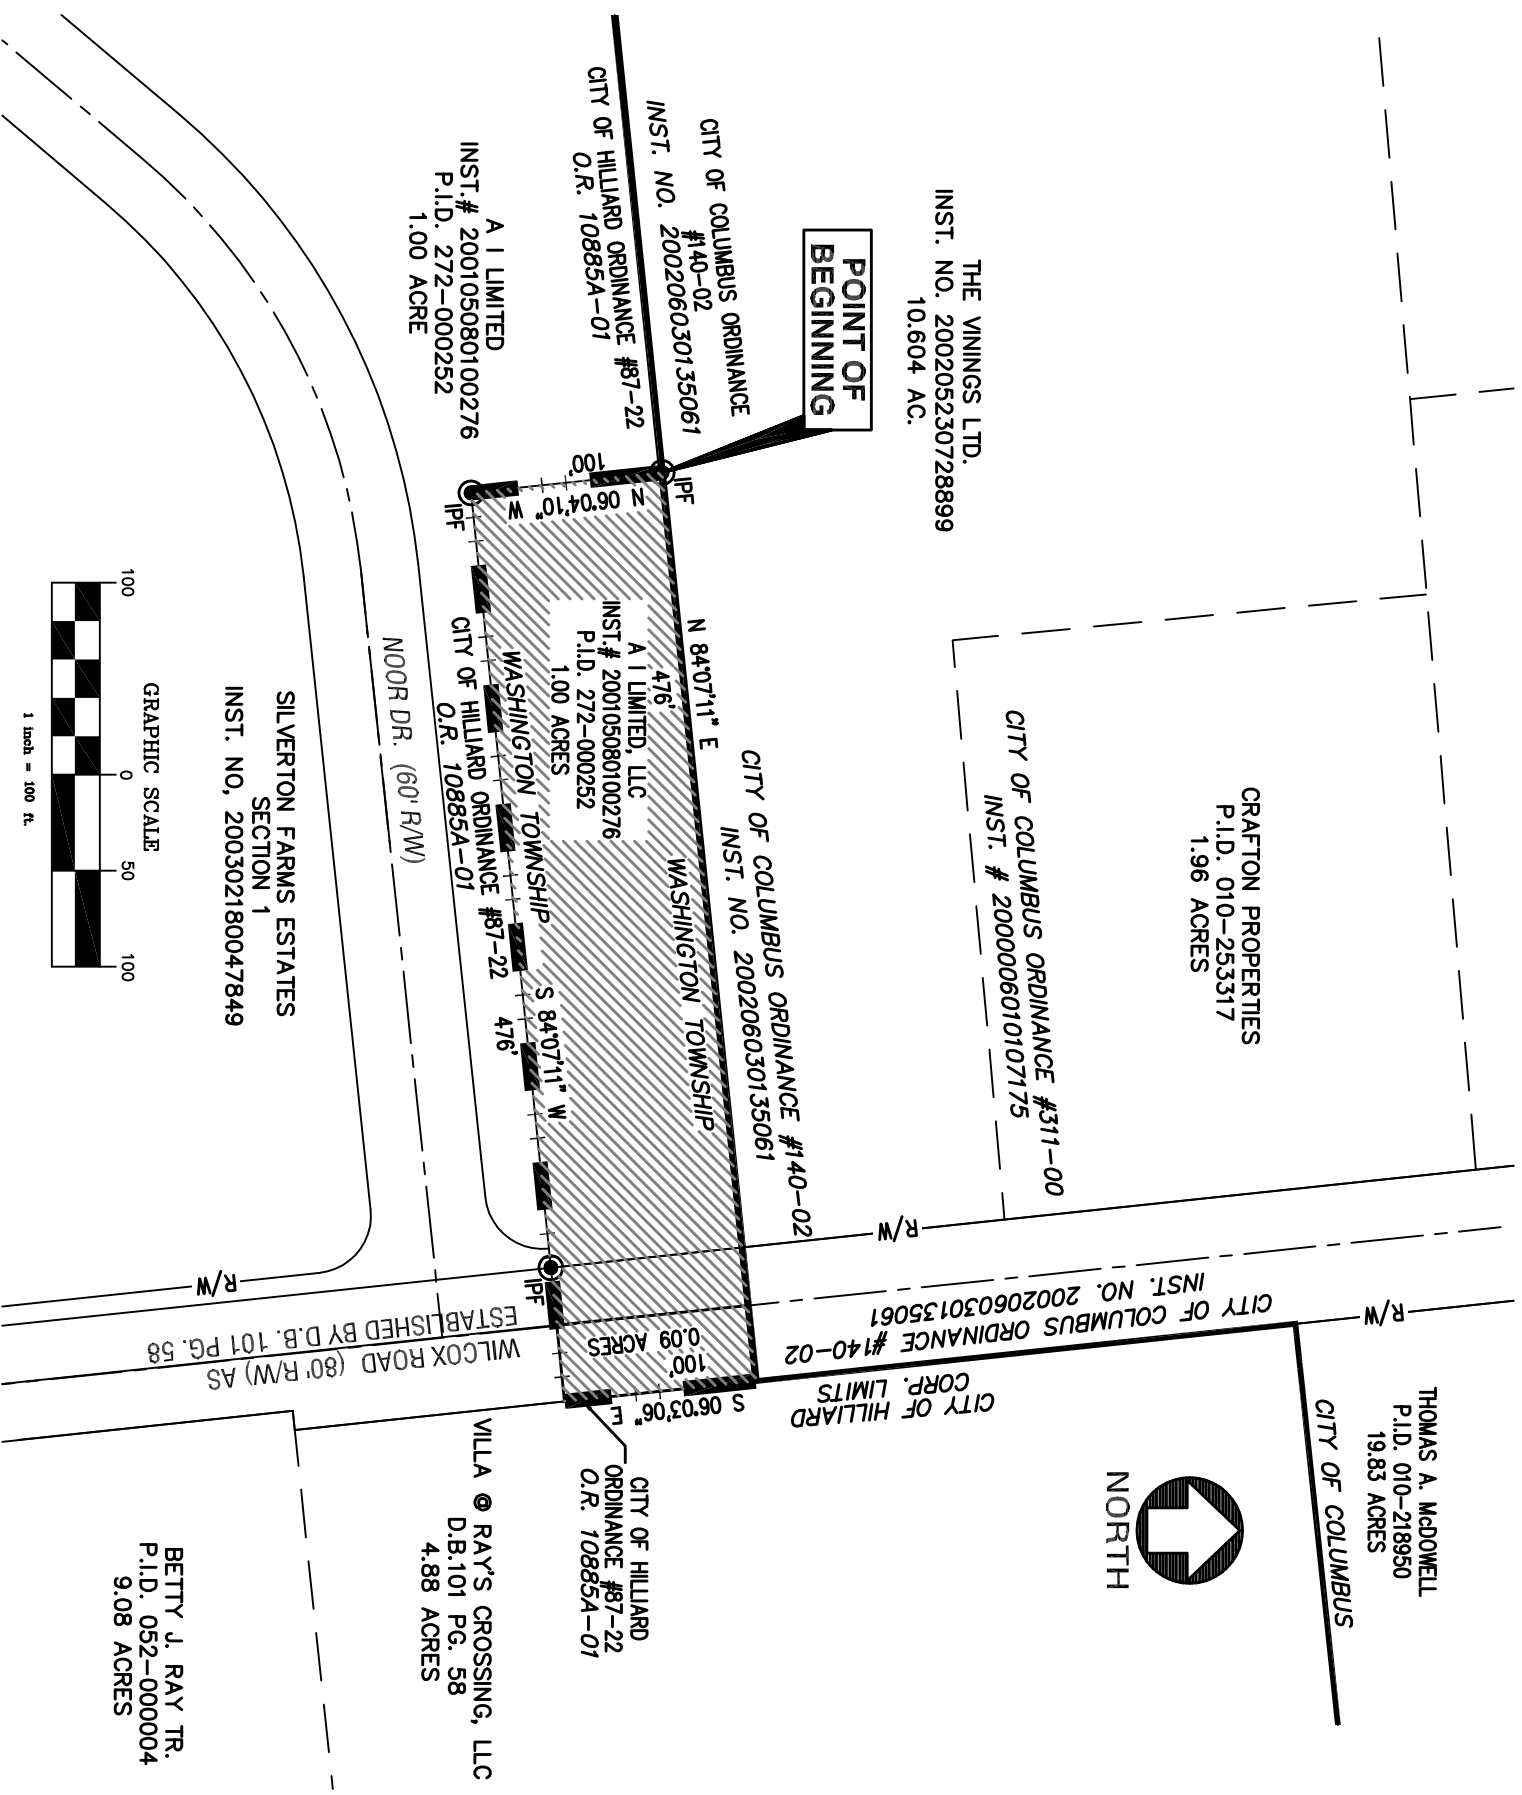 THE VININGS LTD.
INST. NO. 200205230728899
10.604 AC.
POINT OF
BEGINNING
CITY OF COLUMBUS ORDINANCE
#140-02
INST. NO. 200206030135061
CITY OF HILLIARD ORDINANCE #87-22
O.R. 10885A-01
A I LIMITED
INST.# 200105080100276
P.I.D. 272-000252
1.00 ACRE
CRAFTON PROPERTIES
P.I.D. 010-253317
1.96 ACRES
CITY OF COLUMBUS ORDINANCE #311-00
INST. # 200006010107175
CITY OF COLUMBUS ORDINANCE #140-02
INST. NO. 200206030135061
N 84°07'11" E
476'
IPF
100'
N 06°04'10" W
IPF
WASHINGTON TOWNSHIP
A I LIMITED, LLC
INST.# 200105080100276
P.I.D. 272-000252
1.00 ACRES
WASHINGTON TOWNSHIP
S 84°07'11" W
476'
CITY OF HILLIARD ORDINANCE #87-22
O.R. 10885A-01
NOOR DR. (60' R/W)
SILVERTON FARMS ESTATES
SECTION 1
INST. NO, 200302180047849
GRAPHIC SCALE
100
0
50
100
1 inch = 100 ft.
R/W
R/W
R/W
INST. NO. 200206030135061
CITY OF COLUMBUS ORDINANCE #140-02
CITY OF HILLIARD
CORP. LIMITS
0.09 ACRES
100'
S 06°03'06" E
IPF
WILCOX ROAD (80' R/W) AS
ESTABLISHED BY D.B. 101 PG. 58
THOMAS A. McDOWELL
P.I.D. 010-218950
19.83 ACRES
CITY OF COLUMBUS
NORTH
CITY OF HILLIARD
ORDINANCE #87-22
O.R. 10885A-01
VILLA @ RAY'S CROSSING, LLC
D.B.101 PG. 58
4.88 ACRES
BETTY J. RAY TR.
P.I.D. 052-000004
9.08 ACRES